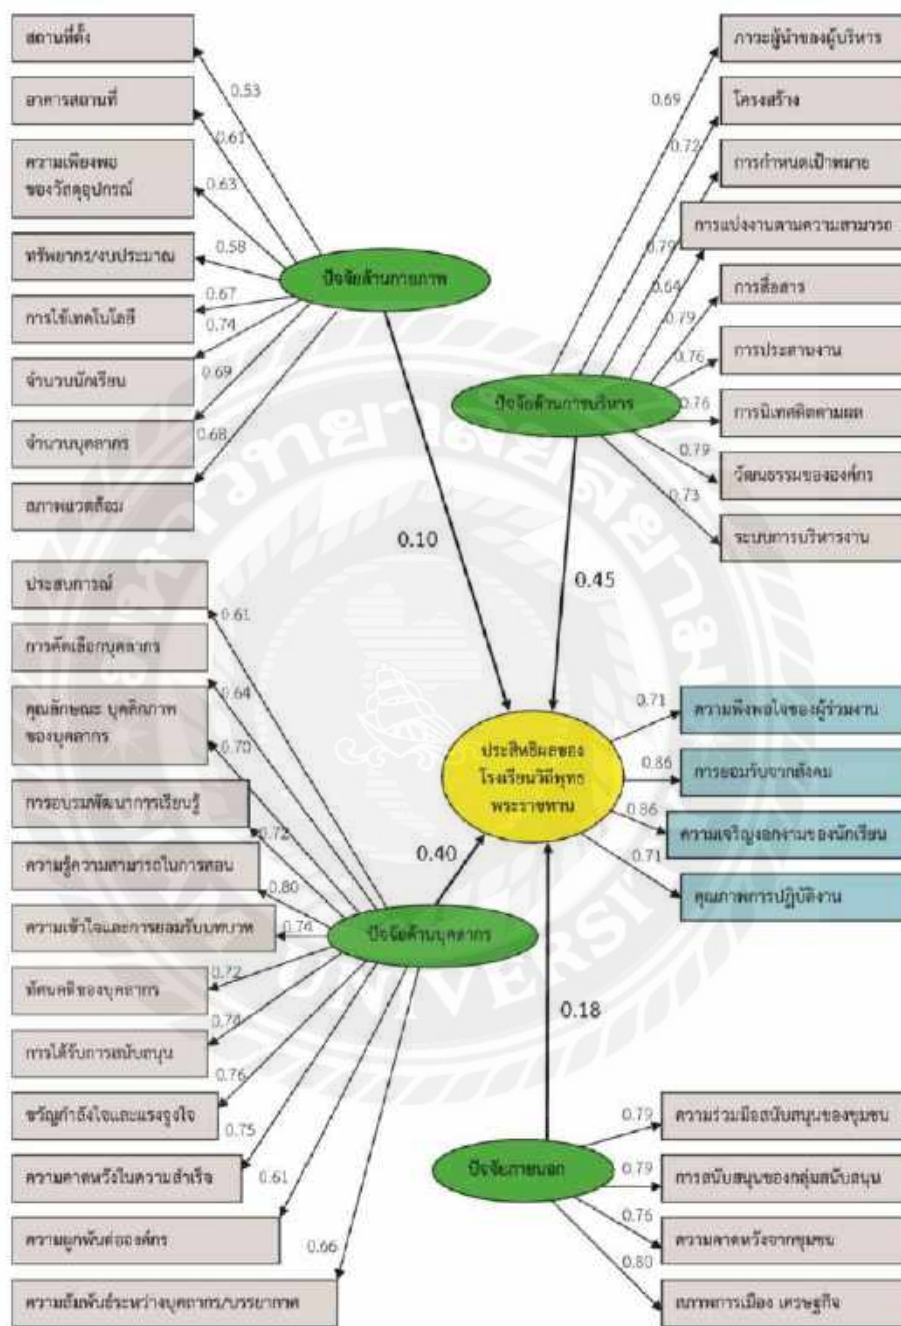 สถานที่ตั้ง
0.53
อาคารสถานที่
0.61
ความเพียงพอ
ของวัสดุอุปกรณ์
0.63
ทรัพยากร/งบประมาณ
0.58
การใช้เทคโนโลยี
0.67
จำนวนนักเรียน
0.74
จำนวนบุคลากร
0.69
สภาพแวดล้อม
0.68
ปัจจัยด้านกายภาพ
ภาวะผู้นำของผู้บริหาร
0.69
โครงสร้าง
0.72
การกำหนดเป้าหมาย
0.79
การแบ่งงานตามความสามารถ
0.64
การสื่อสาร
0.79
การประสานงาน
0.76
การนิเทศติดตามผล
0.76
วัฒนธรรมขององค์กร
0.79
ระบบการบริหารงาน
0.73
ปัจจัยด้านการบริหาร
0.10
0.45
ประสบการณ์
0.61
การคัดเลือกบุคลากร
0.64
คุณลักษณะ บุคลิกภาพ
ของบุคลากร
0.70
การอบรมพัฒนาการเรียนรู้
0.72
ความรู้ความสามารถในการสอน
0.80
ความเข้าใจและการยอมรับบทบาท
0.74
ทัศนคติของบุคลากร
0.72
การได้รับการสนับสนุน
0.74
ขวัญกำลังใจและแรงจูงใจ
0.76
ความคาดหวังในความสำเร็จ
0.75
ความผูกพันต่อองค์กร
0.61
ความสัมพันธ์ระหว่างบุคลากร/บรรยากาศ
0.66
ปัจจัยด้านบุคลากร
0.40
ประสิทธิผลของ
โรงเรียนวิถีพุทธ
พระราชทาน
0.71
ความพึงพอใจของผู้ร่วมงาน
0.86
การยอมรับจากสังคม
0.86
ความเจริญงอกงามของนักเรียน
0.71
คุณภาพการปฏิบัติงาน
0.18
ปัจจัยภายนอก
0.79
ความร่วมมือสนับสนุนของชุมชน
0.79
การสนับสนุนของกลุ่มสนับสนุน
0.76
ความคาดหวังจากชุมชน
0.80
สภาพการเมือง เศรษฐกิจ
มหาวิทยาลัยสยาม
UNIVERSITY